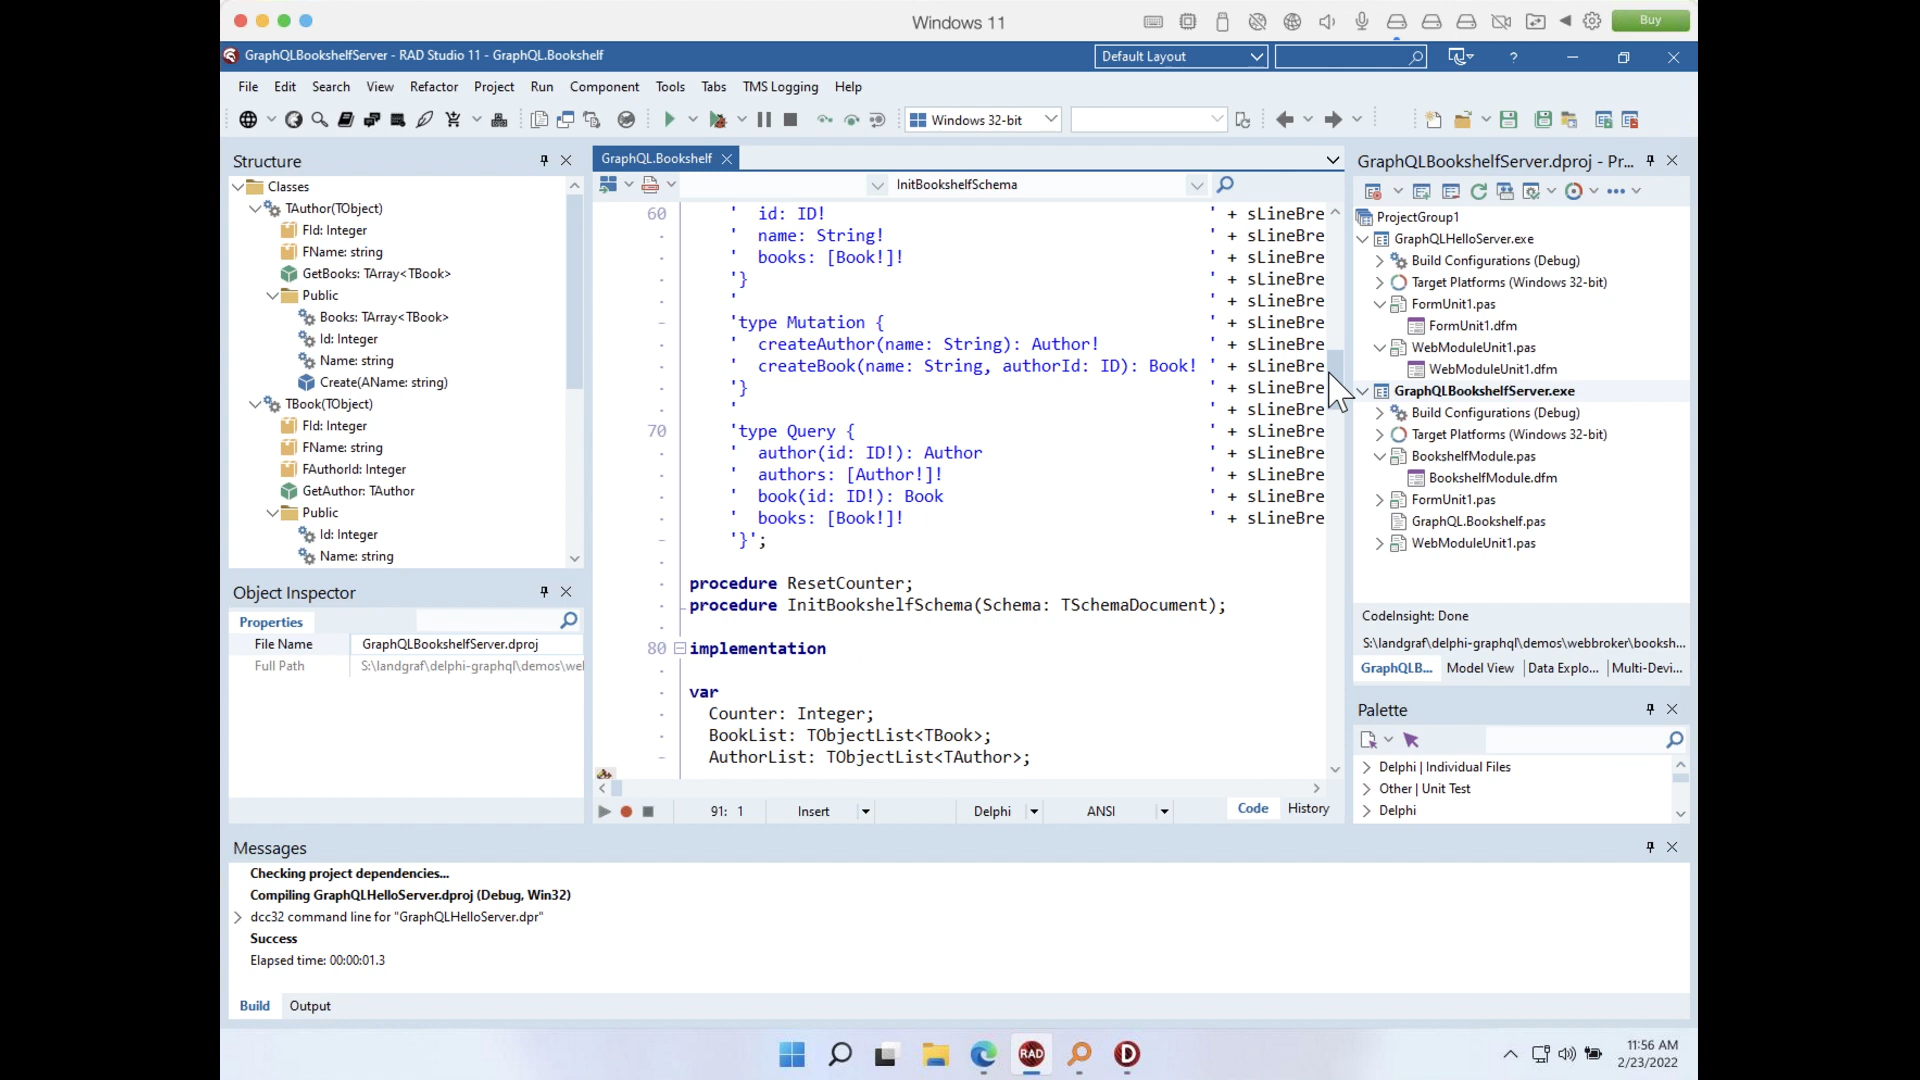 Windows 11
Buy
GraphQLBookshelfServer - RAD Studio 11 - GraphQL.Bookshelf
Default Layout
?
File Edit Search View Refactor Project Run Component Tools Tabs TMS Logging Help
Windows 32-bit
Structure
Classes
TAuthor(TObject)
FId: Integer
FName: string
GetBooks: TArray<TBook>
Public
Books: TArray<TBook>
Id: Integer
Name: string
Create(AName: string)
TBook(TObject)
FId: Integer
FName: string
FAuthorId: Integer
GetAuthor: TAuthor
Public
Id: Integer
Name: string
Object Inspector
Properties
File Name GraphQLBookshelfServer.dproj
Full Path S:\landgraf\delphi-graphql\demos\wel
GraphQL.Bookshelf
InitBookshelfSchema
60 '  id: ID! ' + sLineBre
'  name: String! ' + sLineBre
'  books: [Book!]! ' + sLineBre
'} ' + sLineBre
' ' + sLineBre
'type Mutation { ' + sLineBre
'  createAuthor(name: String): Author! ' + sLineBre
'  createBook(name: String, authorId: ID): Book! ' + sLineBre
'} ' + sLineBre
' ' + sLineBre
70 'type Query { ' + sLineBre
'  author(id: ID!): Author ' + sLineBre
'  authors: [Author!]! ' + sLineBre
'  book(id: ID!): Book ' + sLineBre
'  books: [Book!]! ' + sLineBre
'}';
procedure ResetCounter;
procedure InitBookshelfSchema(Schema: TSchemaDocument);
80 implementation
var
Counter: Integer;
BookList: TObjectList<TBook>;
AuthorList: TObjectList<TAuthor>;
91: 1 Insert Delphi ANSI Code History
GraphQLBookshelfServer.dproj - Pr...
ProjectGroup1
GraphQLHelloServer.exe
Build Configurations (Debug)
Target Platforms (Windows 32-bit)
FormUnit1.pas
FormUnit1.dfm
WebModuleUnit1.pas
WebModuleUnit1.dfm
GraphQLBookshelfServer.exe
Build Configurations (Debug)
Target Platforms (Windows 32-bit)
BookshelfModule.pas
BookshelfModule.dfm
FormUnit1.pas
GraphQL.Bookshelf.pas
WebModuleUnit1.pas
CodeInsight: Done
S:\landgraf\delphi-graphql\demos\webbroker\booksh...
GraphQLB... Model View Data Explo... Multi-Devi...
Palette
Delphi | Individual Files
Other | Unit Test
Delphi
Messages
Checking project dependencies...
Compiling GraphQLHelloServer.dproj (Debug, Win32)
dcc32 command line for "GraphQLHelloServer.dpr"
Success
Elapsed time: 00:00:01.3
Build Output
RAD
D
11:56 AM
2/23/2022